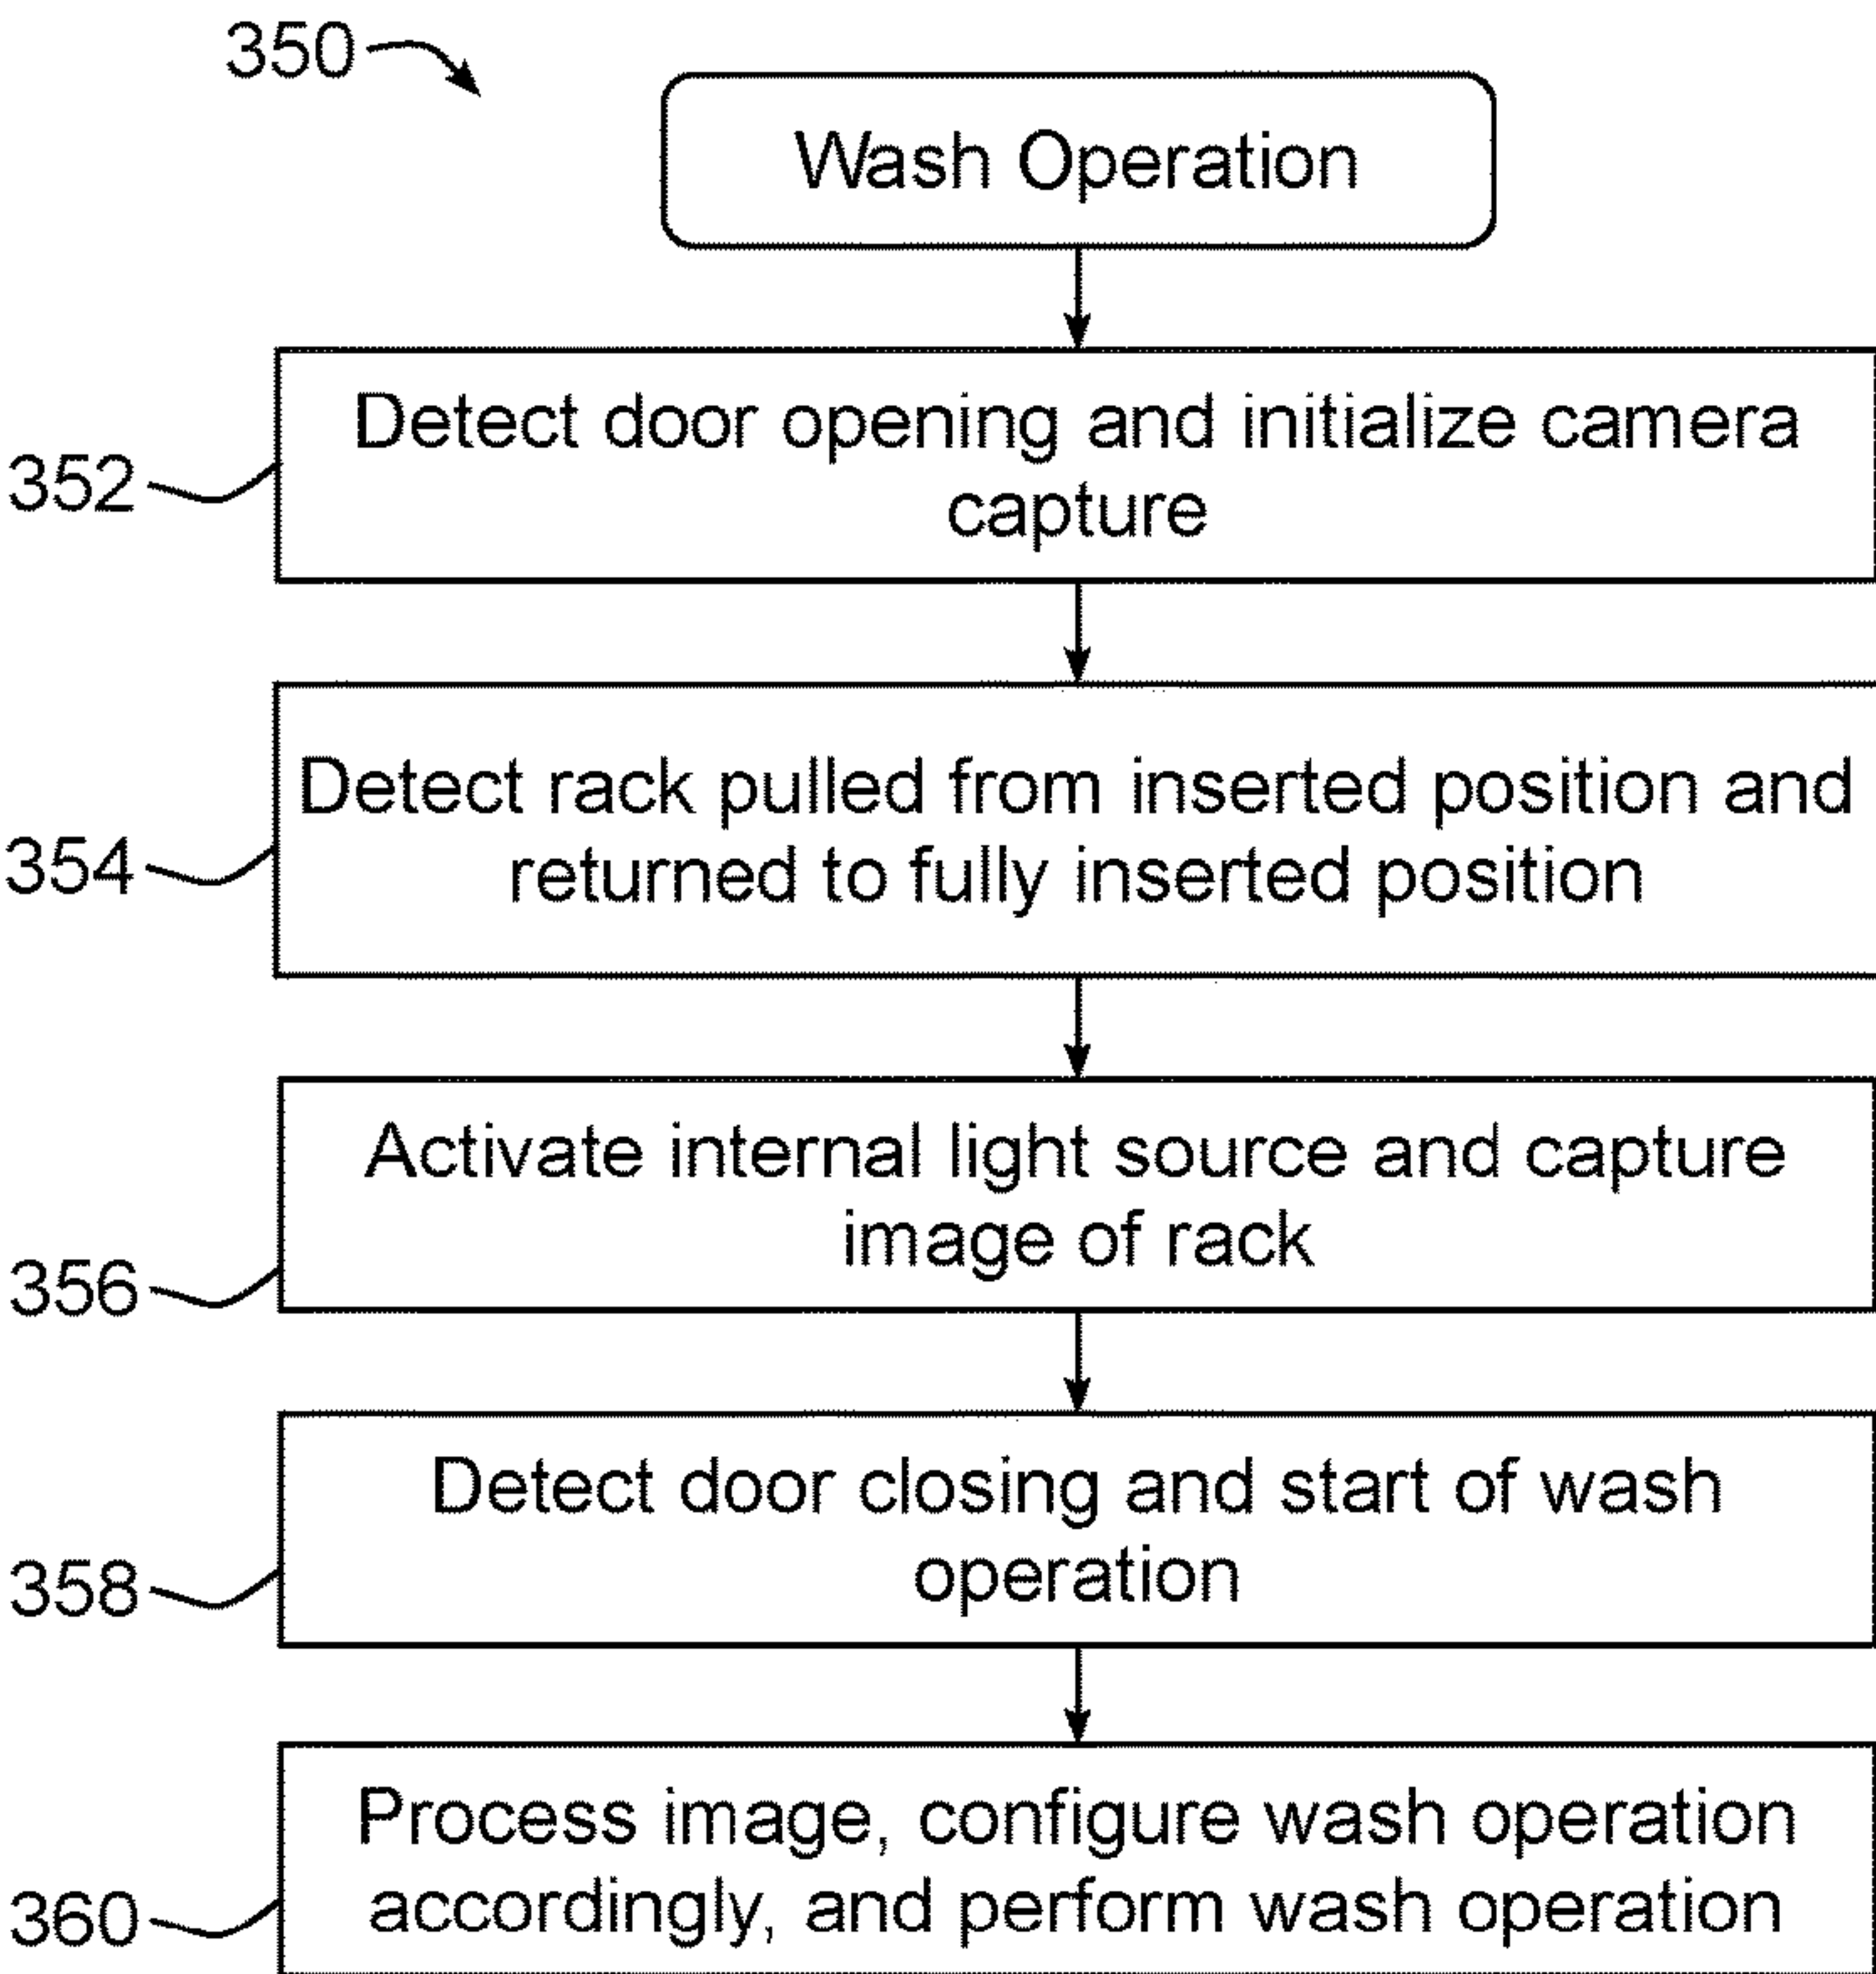 350
Wash Operation
352
Detect door opening and initialize camera
capture
354
Detect rack pulled from inserted position and
returned to fully inserted position
356
Activate internal light source and capture
image of rack
358
Detect door closing and start of wash
operation
360
Process image, configure wash operation
accordingly, and perform wash operation